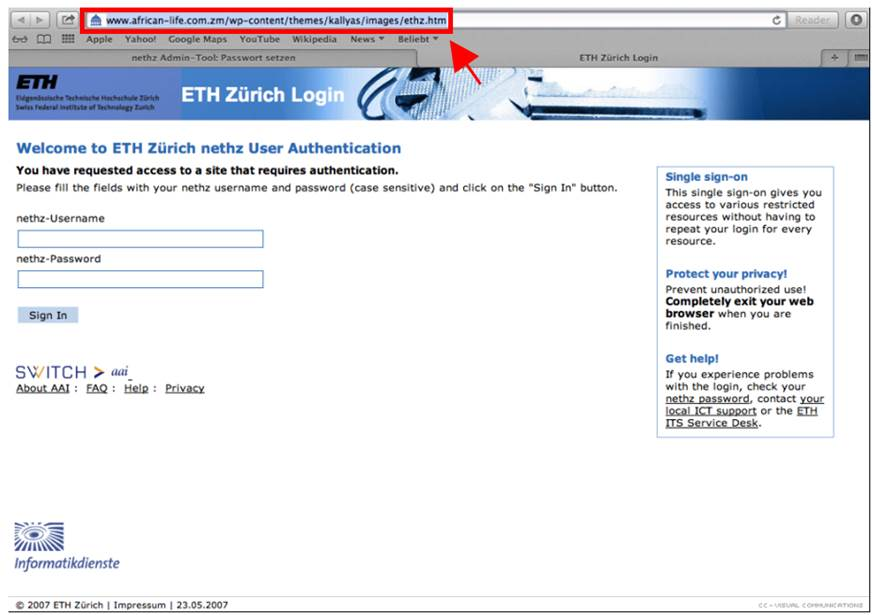 www.african-life.com.zm/wp-content/themes/kallyas/images/ethz.htm
Reader
Apple Yahoo! Google Maps YouTube Wikipedia News Beliebt
nethz Admin-Tool: Passwort setzen
ETH Zürich Login
ETH
Eidgenössische Technische Hochschule Zürich
Swiss Federal Institute of Technology Zurich
ETH Zürich Login
Welcome to ETH Zürich nethz User Authentication
You have requested access to a site that requires authentication.
Please fill the fields with your nethz username and password (case sensitive) and click on the "Sign In" button.
nethz-Username
nethz-Password
Sign In
SWITCH > aai
About AAI : FAQ : Help : Privacy
Single sign-on
This single sign-on gives you
access to various restricted
resources without having to
repeat your login for every
resource.
Protect your privacy!
Prevent unauthorized use!
Completely exit your web
browser when you are
finished.
Get help!
If you experience problems
with the login, check your
nethz password, contact your
local ICT support or the ETH
ITS Service Desk.
Informatikdienste
© 2007 ETH Zürich | Impressum | 23.05.2007
CC - VISUAL COMMUNICATIONS